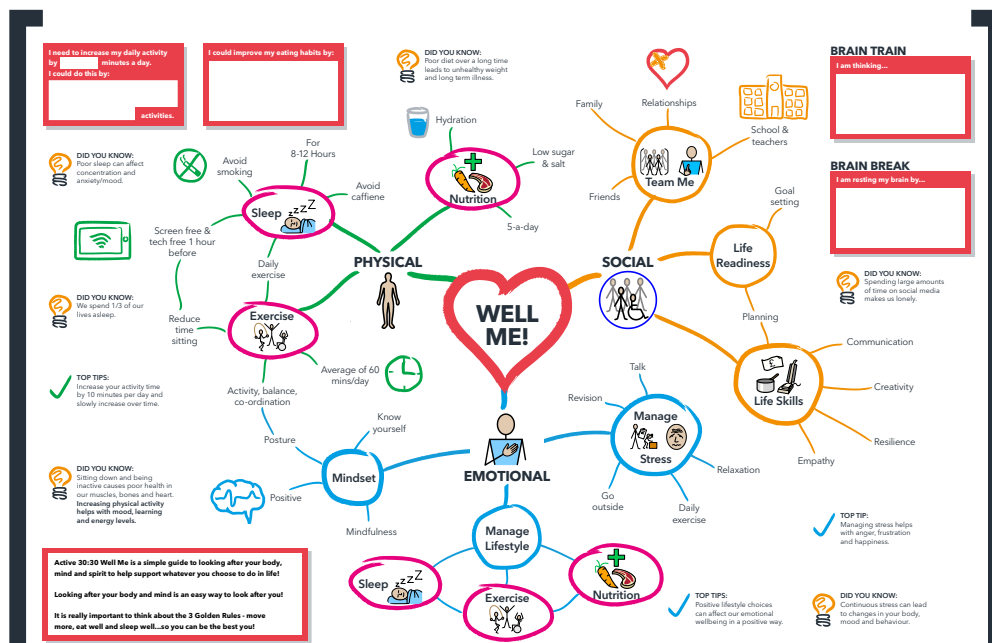 I need to increase my daily activity
by minutes a day.
I could do this by:
activities.
I could improve my eating habits by:
DID YOU KNOW:
Poor diet over a long time
leads to unhealthy weight
and long term illness.
BRAIN TRAIN
I am thinking...
BRAIN BREAK
I am resting my brain by...
DID YOU KNOW:
Spending large amounts
of time on social media
makes us lonely.
DID YOU KNOW:
Poor sleep can affect
concentration and
anxiety/mood.
DID YOU KNOW:
We spend 1/3 of our
lives asleep.
TOP TIPS:
Increase your activity time
by 10 minutes per day and
slowly increase over time.
DID YOU KNOW:
Sitting down and being
inactive causes poor health in
our muscles, bones and heart.
Increasing physical activity
helps with mood, learning
and energy levels.
WELL
ME!
PHYSICAL
Sleep
zzzZ
Avoid
smoking
For
8-12 Hours
Avoid
caffiene
Screen free &
tech free 1 hour
before
Daily
exercise
Nutrition
Hydration
Low sugar
& salt
5-a-day
Exercise
Reduce
time
sitting
Average of 60
mins/day
Activity, balance,
co-ordination
SOCIAL
Team Me
Family
Relationships
School &
teachers
Friends
Life
Readiness
Goal
setting
Planning
Life Skills
£
Communication
Creativity
Resilience
Empathy
EMOTIONAL
Mindset
Posture
Know
yourself
Positive
Mindfulness
Manage
Stress
Talk
Revision
Relaxation
Go
outside
Daily
exercise
Manage
Lifestyle
Sleep
zzzZ
Exercise
Nutrition
TOP TIP:
Managing stress helps
with anger, frustration
and happiness.
TOP TIPS:
Positive lifestyle choices
can affect our emotional
wellbeing in a positive way.
DID YOU KNOW:
Continuous stress can lead
to changes in your body,
mood and behaviour.
Active 30:30 Well Me is a simple guide to looking after your body,
mind and spirit to help support whatever you choose to do in life!
Looking after your body and mind is an easy way to look after you!
It is really important to think about the 3 Golden Rules - move
more, eat well and sleep well...so you can be the best you!